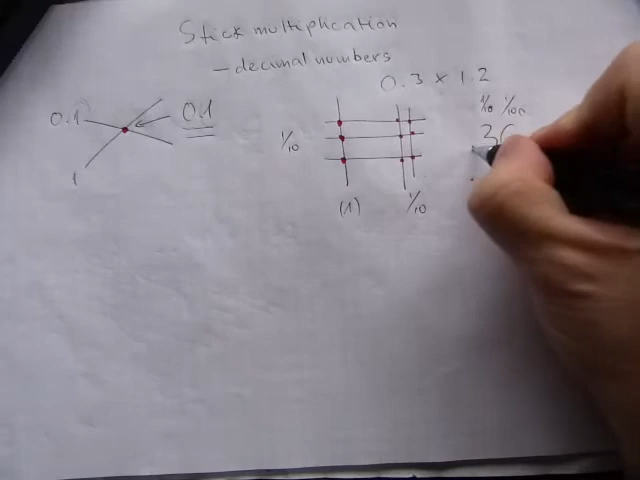 Stick multiplication
- decimal numbers
0.3 × 1.2
0.1 0.1
1/10 1/100
1/10 36
1 (1) 1/10